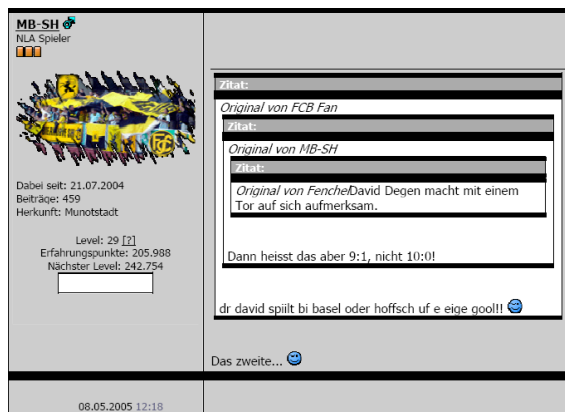 MB-SH
NLA Spieler
Dabei seit: 21.07.2004
Beiträge: 459
Herkunft: Munotstadt
Level: 29 [?]
Erfahrungspunkte: 205.988
Nächster Level: 242.754
Zitat:
Original von FCB Fan
Zitat:
Original von MB-SH
Zitat:
Original von FenchelDavid Degen macht mit einem
Tor auf sich aufmerksam.
Dann heisst das aber 9:1, nicht 10:0!
dr david spiilt bi basel oder hoffsch uf e eige gool!!
Das zweite...
08.05.2005 12:18